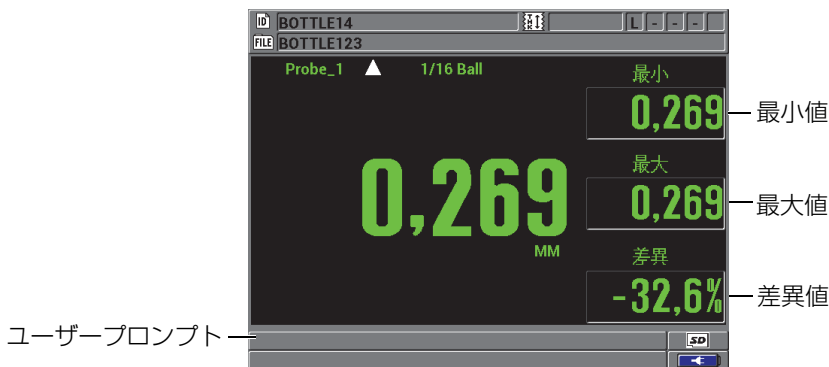 ID BOTTLE14 L - - -
FILE BOTTLE123
Probe_1 1/16 Ball
最小
0,269
最小値
0,269
MM
最大
0,269
最大値
差異
-32,6%
差異値
ユーザープロンプト
SD